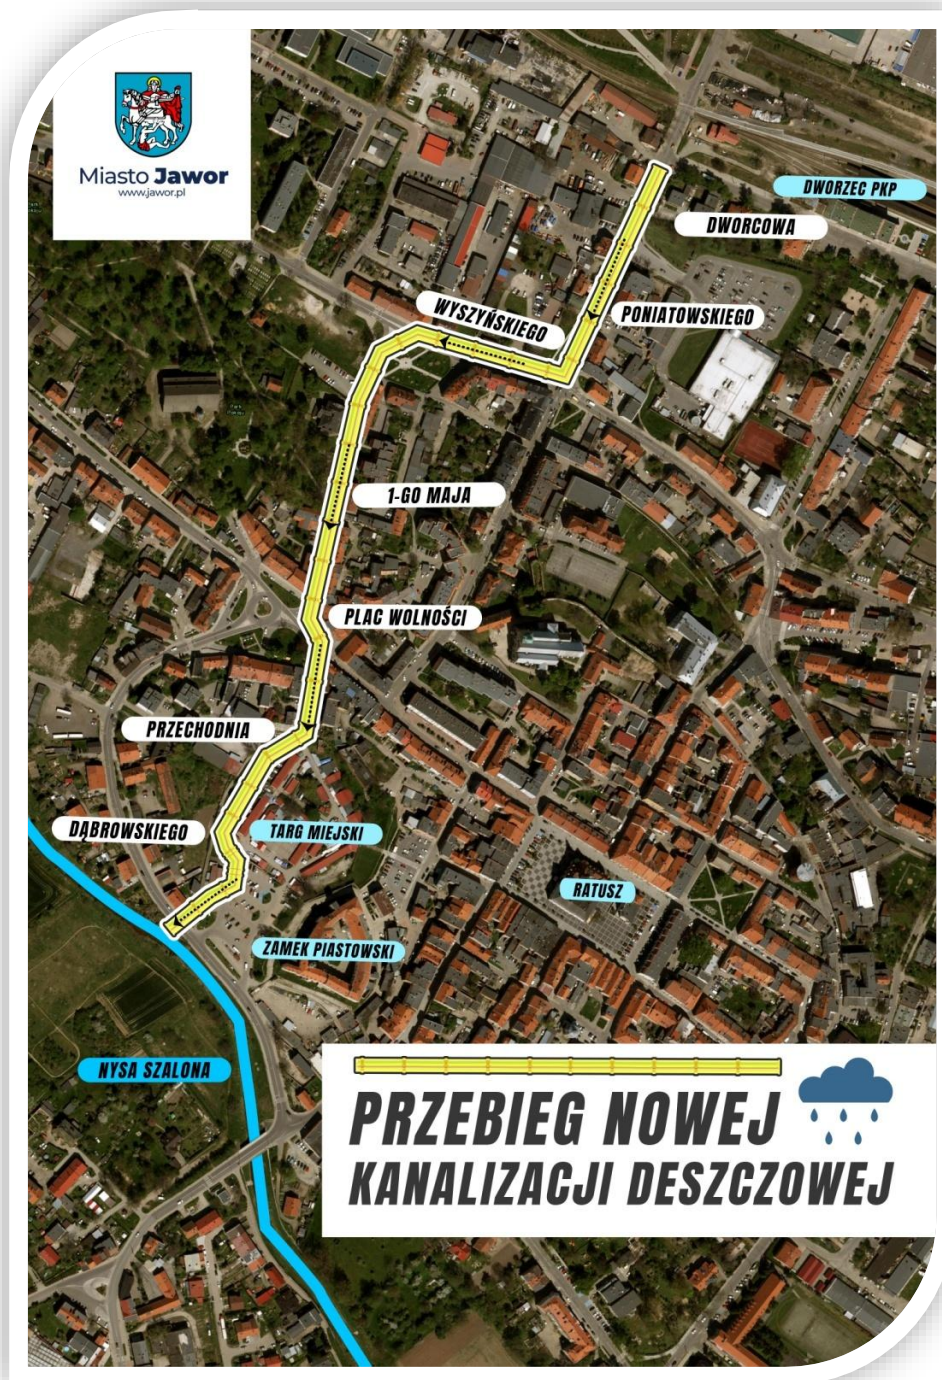 Miasto Jawor
www.jawor.pl
DWORZEC PKP
DWORCOWA
WYSZYŃSKIEGO
PONIATOWSKIEGO
1-GO MAJA
PLAC WOLNOŚCI
PRZECHODNIA
DĄBROWSKIEGO
TARG MIEJSKI
RATUSZ
ZAMEK PIASTOWSKI
NYSA SZALONA
PRZEBIEG NOWEJ
KANALIZACJI DESZCZOWEJ